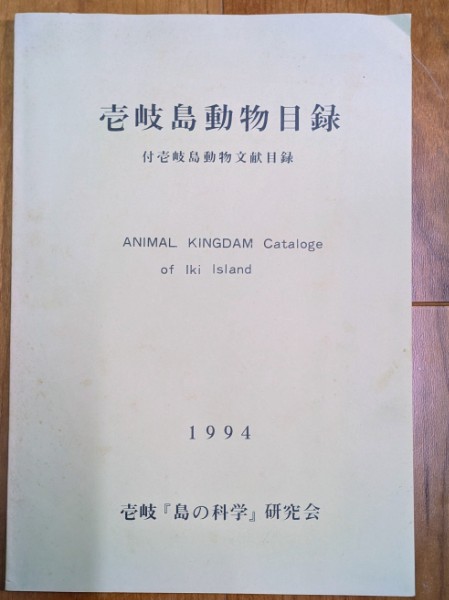 壱岐島動物目録
付壱岐島動物文献目録
ANIMAL KINGDAM Cataloge
of Iki Island
1994
壱岐『島の科学』研究会